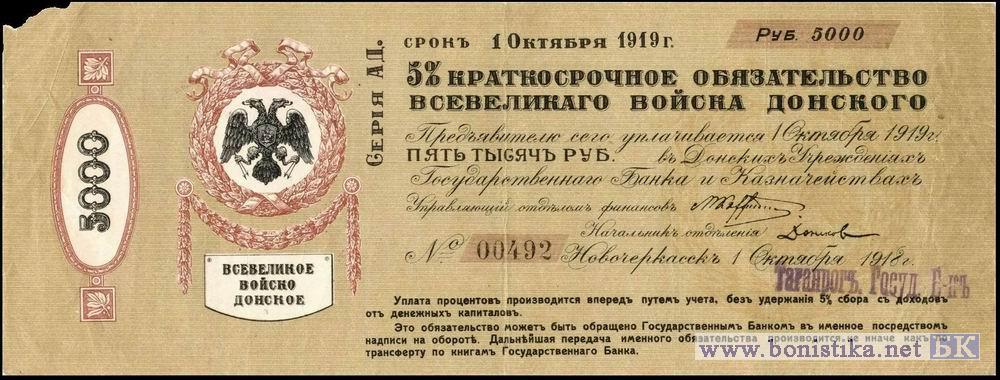 5000
ВСЕВЕЛИКОЕ
ВОЙСКО
ДОНСКОЕ
СЕРІЯ АД.
СРОКЪ 1 ОКТЯБРЯ 1919 г.
РУБ. 5000
5% КРАТКОСРОЧНОЕ ОБЯЗАТЕЛЬСТВО
ВСЕВЕЛИКАГО ВОЙСКА ДОНСКОГО
Предъявителю сего уплачивается 1 Октября 1919 г.
ПЯТЬ ТЫСЯЧЪ РУБ. въ Донскихъ Учрежденіяхъ
Государственнаго Банка и Казначействахъ
Управляющій отдѣломъ финансовъ
Начальникъ отдѣленія
№ 00492 Новочеркасскъ 1 Октября 1918 г.
Таганрогъ. Госуд. Б-къ
Уплата процентовъ производится впередъ путемъ учета, безъ удержанія 5% сбора съ доходовъ
отъ денежныхъ капиталовъ.
Это обязательство можетъ быть обращено Государственнымъ Банкомъ въ именное посредствомъ
надписи на оборотѣ. Дальнѣйшая передача именного обязательства производится не иначе какъ по
трансферту по книгамъ Государственнаго Банка.
www.bonistika.net БК